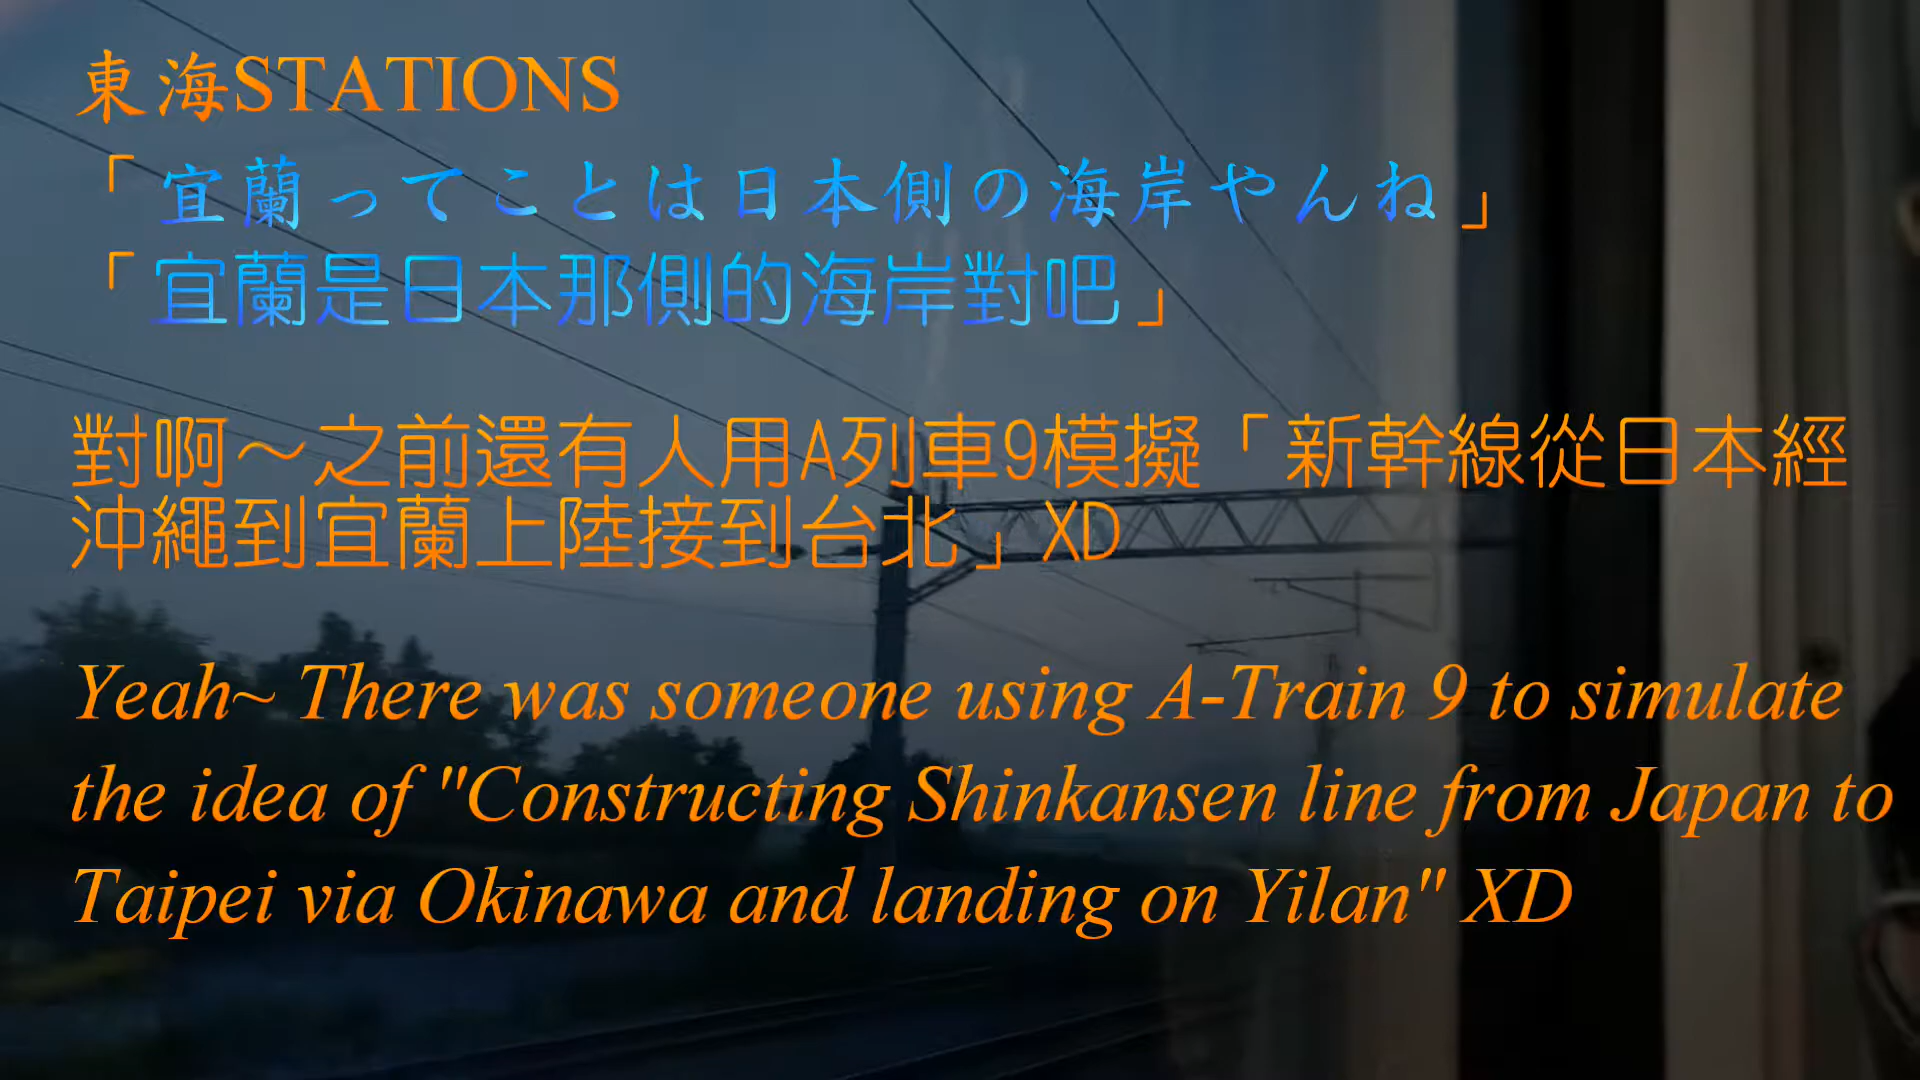 東海STATIONS
「宜蘭ってことは日本側の海岸やんね」
「宜蘭是日本那側的海岸對吧」
對啊～之前還有人用A列車9模擬「新幹線從日本經
沖繩到宜蘭上陸接到台北」XD
Yeah~ There was someone using A-Train 9 to simulate
the idea of "Constructing Shinkansen line from Japan to
Taipei via Okinawa and landing on Yilan" XD